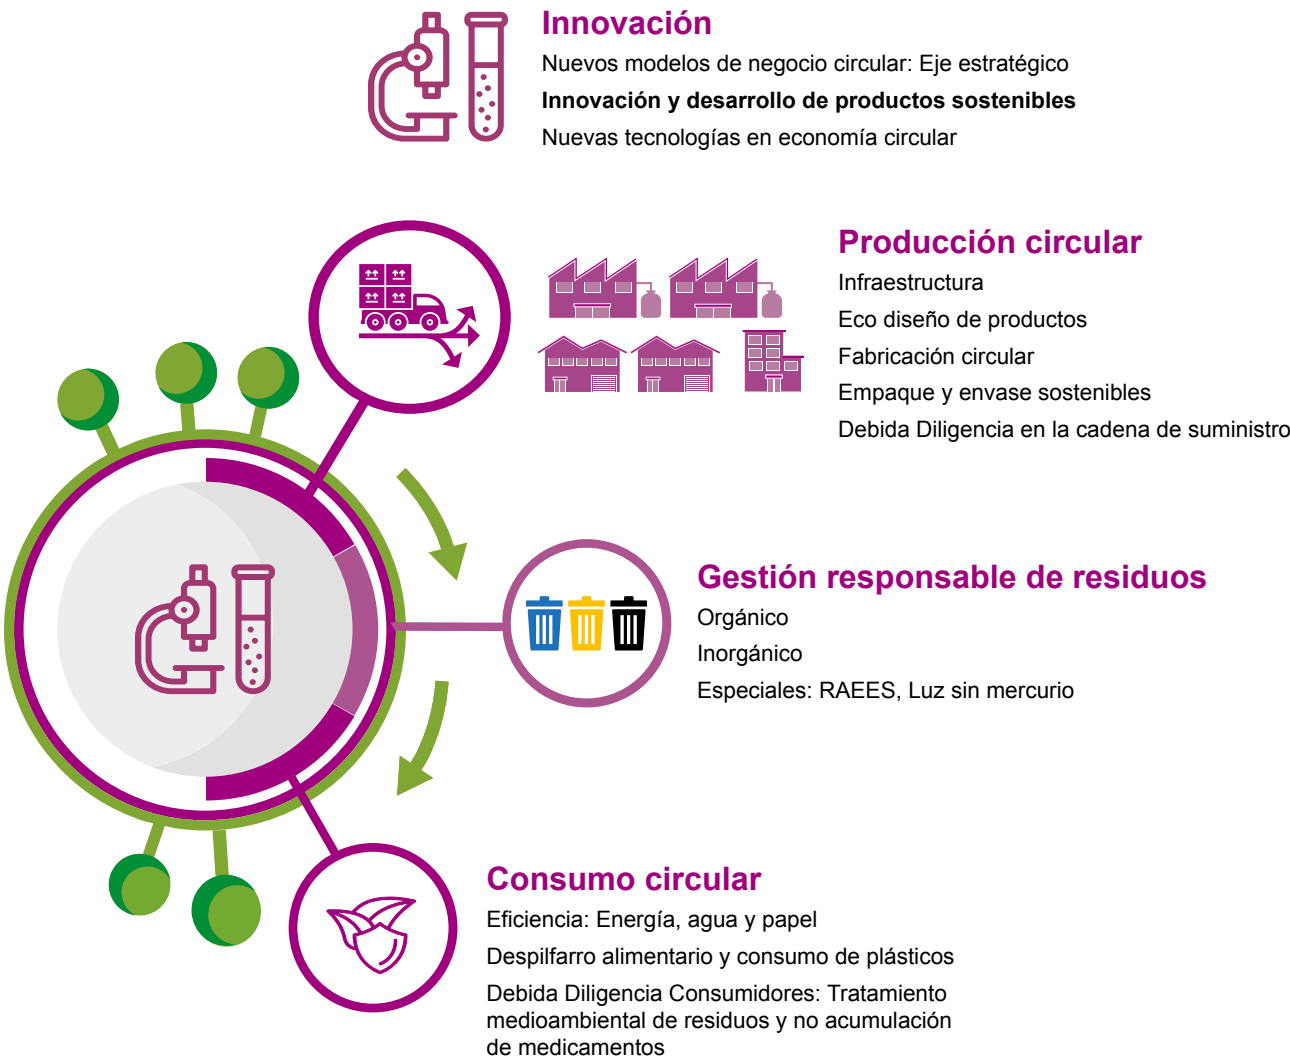 Innovación
Nuevos modelos de negocio circular: Eje estratégico
Innovación y desarrollo de productos sostenibles
Nuevas tecnologías en economía circular
Producción circular
Infraestructura
Eco diseño de productos
Fabricación circular
Empaque y envase sostenibles
Debida Diligencia en la cadena de suministro
Gestión responsable de residuos
Orgánico
Inorgánico
Especiales: RAEES, Luz sin mercurio
Consumo circular
Eficiencia: Energía, agua y papel
Despilfarro alimentario y consumo de plásticos
Debida Diligencia Consumidores: Tratamiento
medioambiental de residuos y no acumulación
de medicamentos